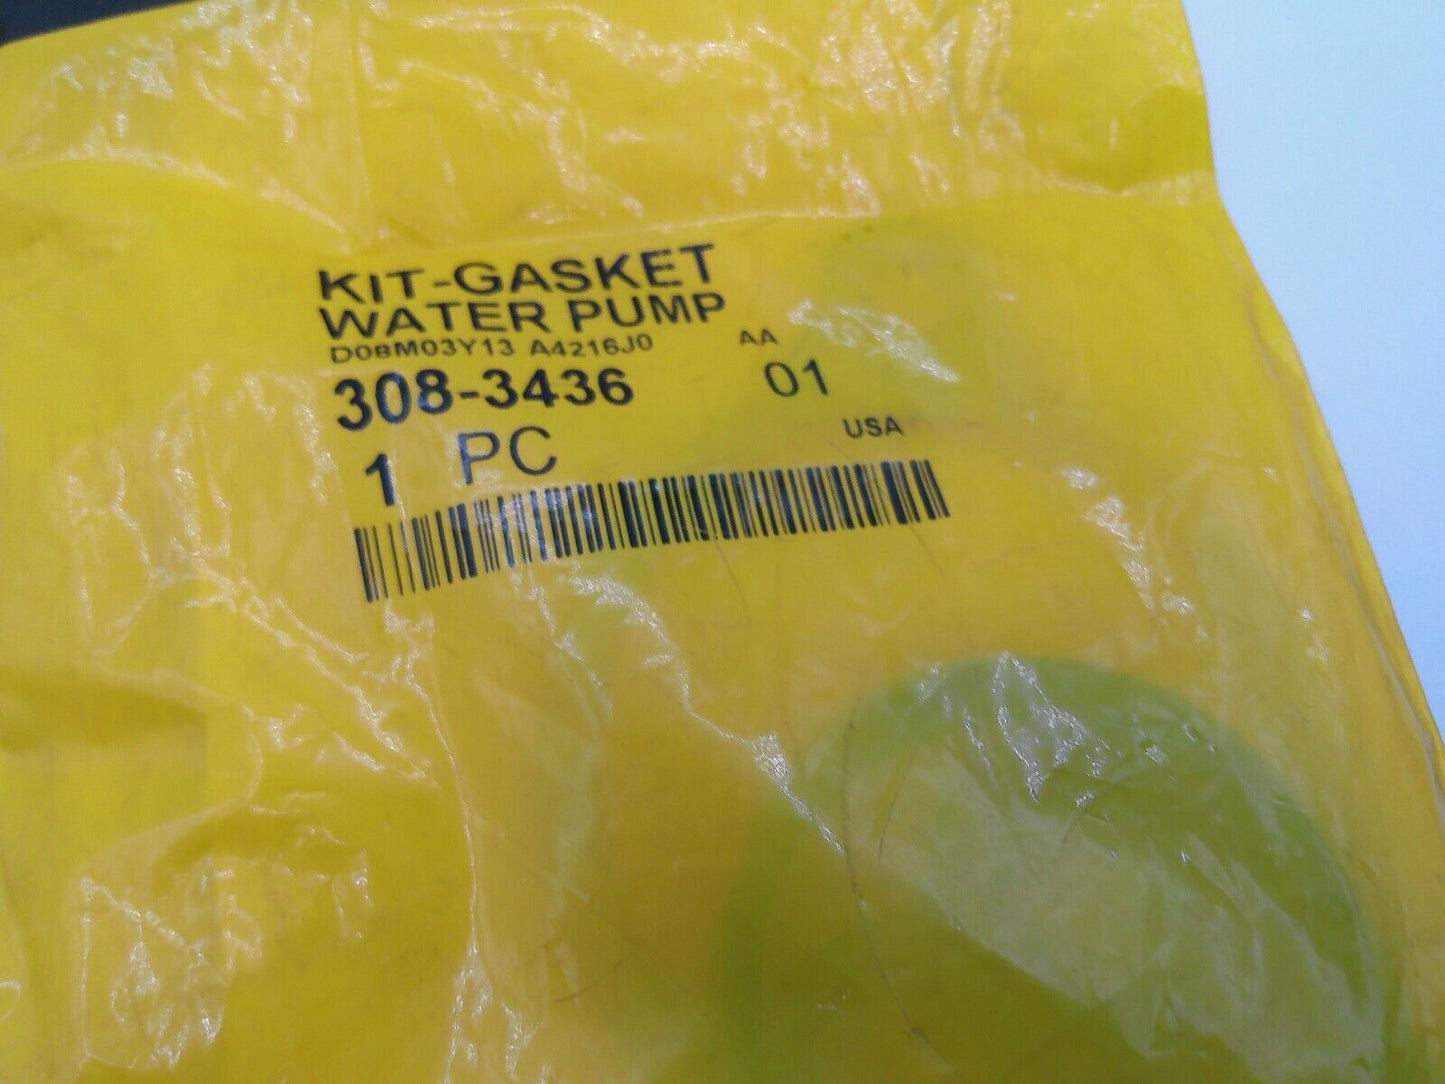 KIT-GASKET
WATER PUMP
D08M03Y13 A4216J0 AA
308-3436 01
1 PC USA